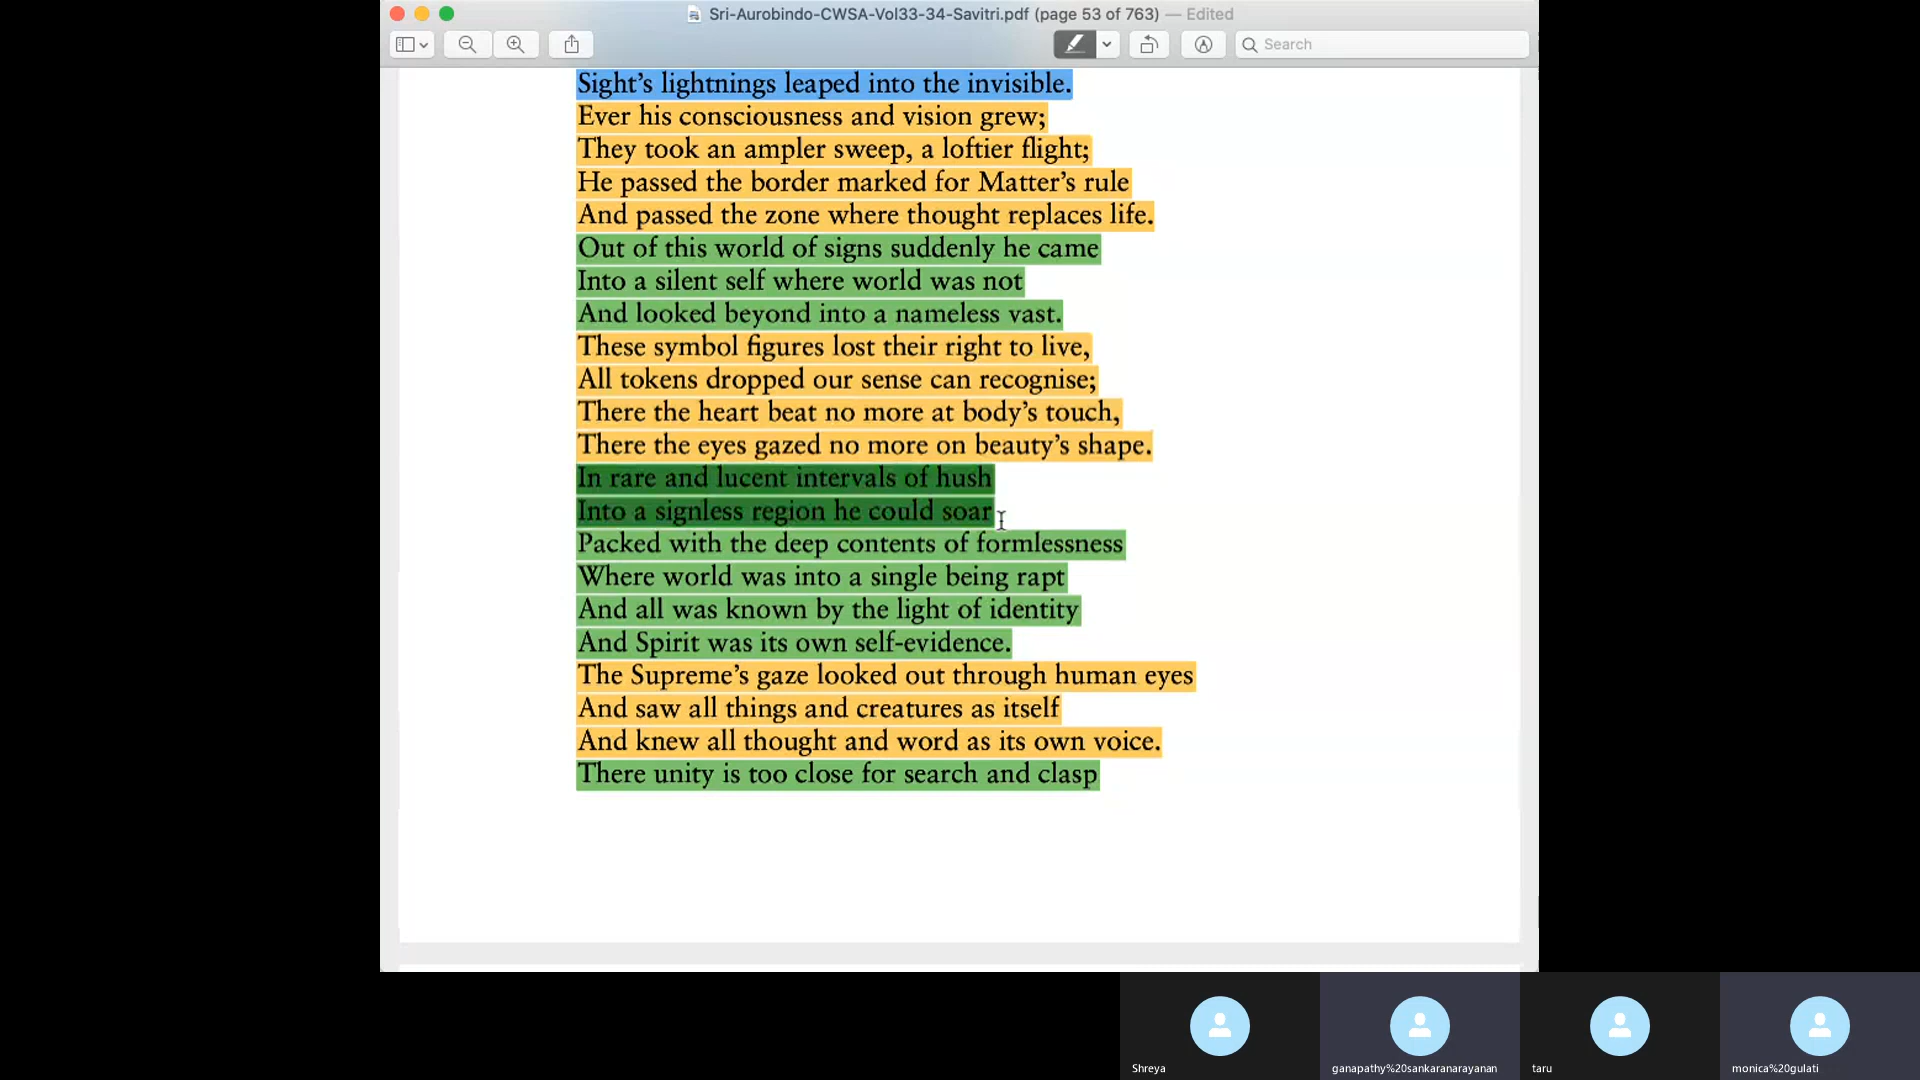 Sri-Aurobindo-CWSA-Vol33-34-Savitri.pdf (page 53 of 763) — Edited
Search
Sight’s lightnings leaped into the invisible.
Ever his consciousness and vision grew;
They took an ampler sweep, a loftier flight;
He passed the border marked for Matter’s rule
And passed the zone where thought replaces life.
Out of this world of signs suddenly he came
Into a silent self where world was not
And looked beyond into a nameless vast.
These symbol figures lost their right to live,
All tokens dropped our sense can recognise;
There the heart beat no more at body’s touch,
There the eyes gazed no more on beauty’s shape.
In rare and lucent intervals of hush
Into a signless region he could soar
Packed with the deep contents of formlessness
Where world was into a single being rapt
And all was known by the light of identity
And Spirit was its own self-evidence.
The Supreme’s gaze looked out through human eyes
And saw all things and creatures as itself
And knew all thought and word as its own voice.
There unity is too close for search and clasp
Shreya
ganapathy%20sankaranarayanan
taru
monica%20gulati